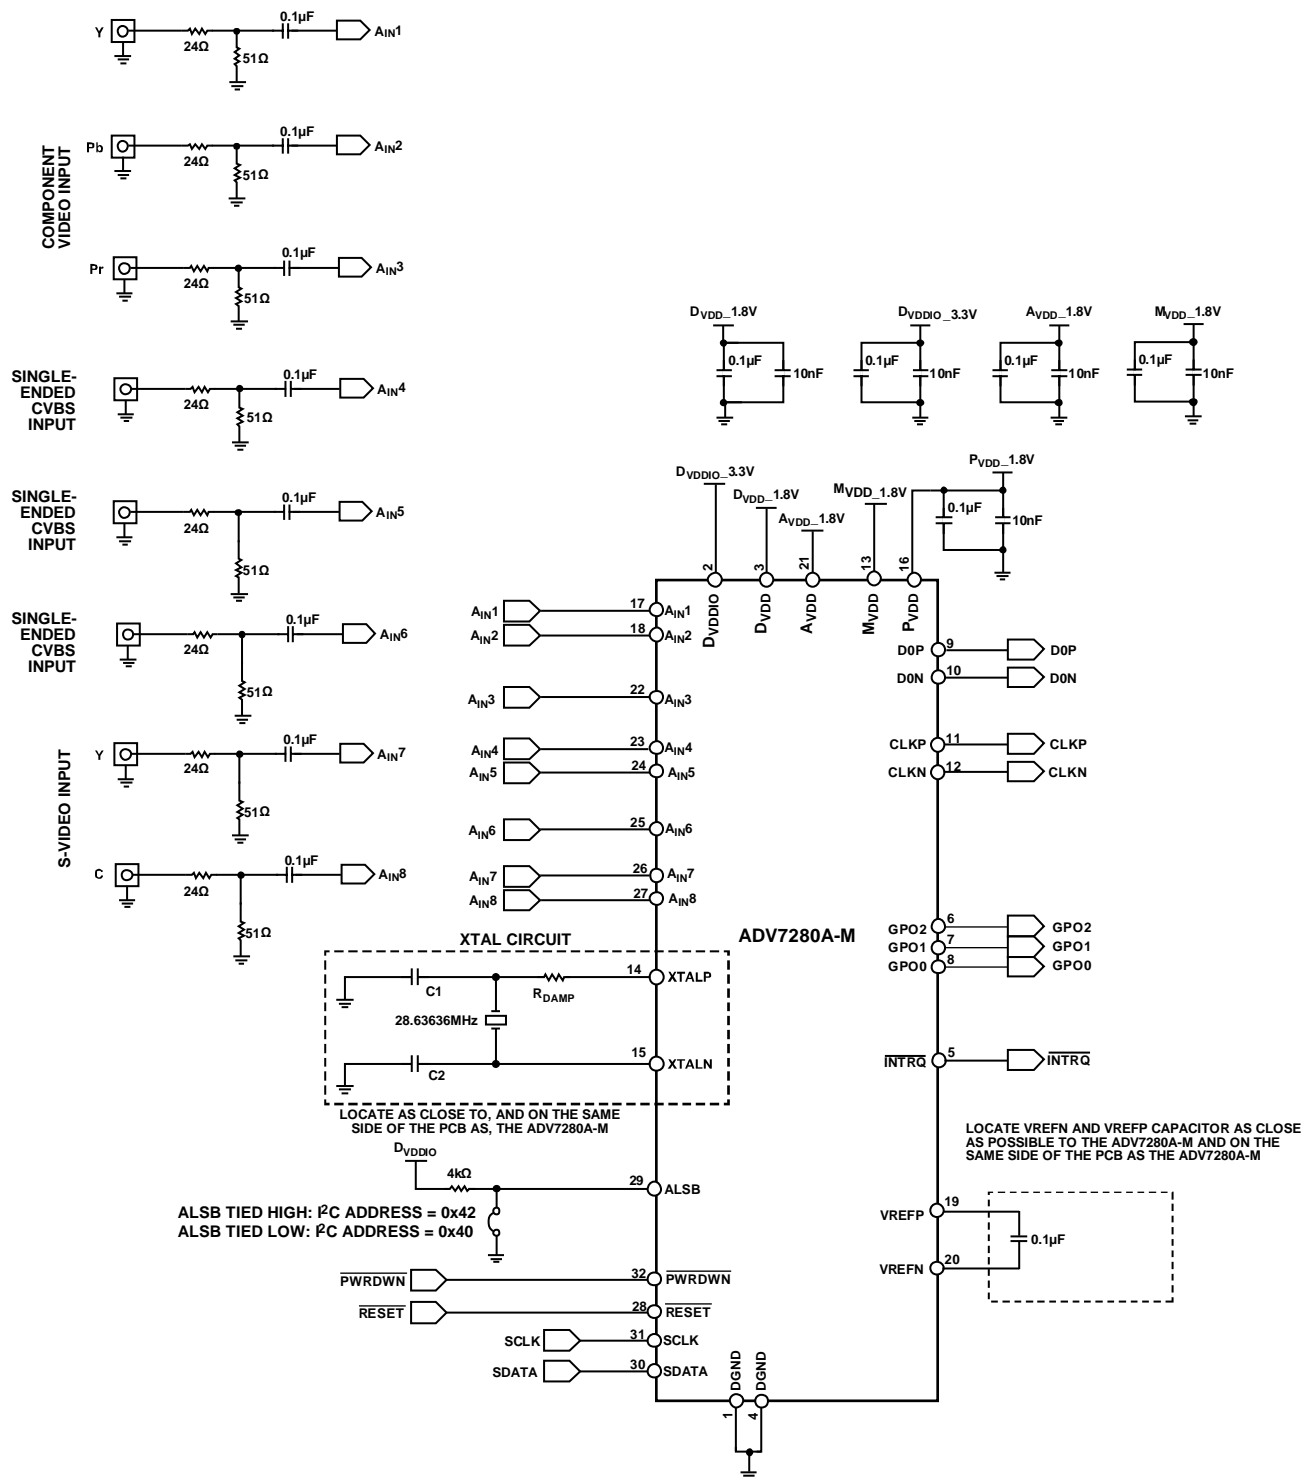 COMPONENT
VIDEO INPUT
Y
24Ω
51Ω
0.1µF
AIN1
Pb
24Ω
51Ω
0.1µF
AIN2
Pr
24Ω
51Ω
0.1µF
AIN3
SINGLE-
ENDED
CVBS
INPUT
24Ω
51Ω
0.1µF
AIN4
SINGLE-
ENDED
CVBS
INPUT
24Ω
51Ω
0.1µF
AIN5
SINGLE-
ENDED
CVBS
INPUT
24Ω
51Ω
0.1µF
AIN6
S-VIDEO INPUT
Y
24Ω
51Ω
0.1µF
AIN7
C
24Ω
51Ω
0.1µF
AIN8
DVDD_1.8V
0.1µF
10nF
DVDDIO_3.3V
0.1µF
10nF
AVDD_1.8V
0.1µF
10nF
MVDD_1.8V
0.1µF
10nF
DVDDIO_3.3V
DVDD_1.8V
AVDD_1.8V
MVDD_1.8V
PVDD_1.8V
0.1µF
10nF
2
3
21
13
16
DVDDIO
DVDD
AVDD
MVDD
PVDD
AIN1 17 AIN1
AIN2 18 AIN2
AIN3 22 AIN3
AIN4 23 AIN4
AIN5 24 AIN5
AIN6 25 AIN6
AIN7 26 AIN7
AIN8 27 AIN8
D0P 9 D0P
D0N 10 D0N
CLKP 11 CLKP
CLKN 12 CLKN
ADV7280A-M
GPO2 6 GPO2
GPO1 7 GPO1
GPO0 8 GPO0
INTRQ 5 INTRQ
XTAL CIRCUIT
C1
RDAMP
14 XTALP
28.63636MHz
C2
15 XTALN
LOCATE AS CLOSE TO, AND ON THE SAME
SIDE OF THE PCB AS, THE ADV7280A-M
LOCATE VREFN AND VREFP CAPACITOR AS CLOSE
AS POSSIBLE TO THE ADV7280A-M AND ON THE
SAME SIDE OF THE PCB AS THE ADV7280A-M
VREFP 19
0.1µF
VREFN 20
DVDDIO
4kΩ
29 ALSB
ALSB TIED HIGH: I2C ADDRESS = 0x42
ALSB TIED LOW: I2C ADDRESS = 0x40
PWRDWN 32 PWRDWN
RESET 28 RESET
SCLK 31 SCLK
SDATA 30 SDATA
DGND
DGND
1
4